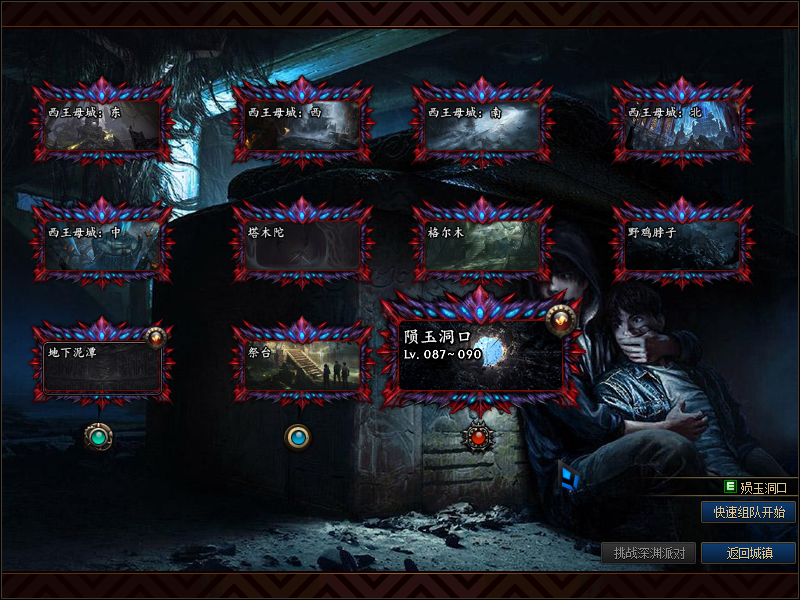 西王母城：东
西王母城：西
西王母城：南
西王母城：北
西王母城：中
塔木陀
格尔木
野鸡脖子
地下泥潭
祭台
陨玉洞口
Lv. 087~090
E 陨玉洞口
快速组队开始
挑战深渊派对
返回城镇